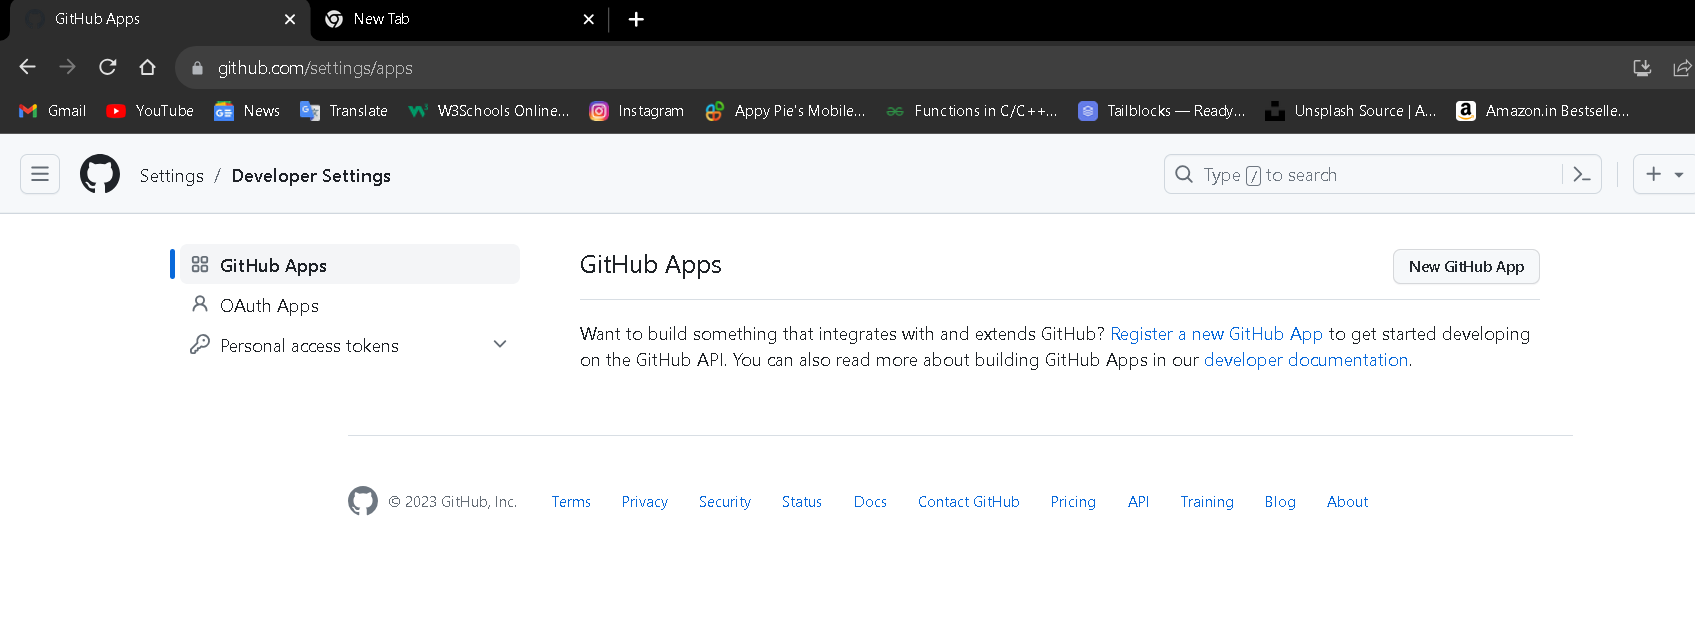 GitHub Apps
New Tab
github.com/settings/apps
Gmail YouTube News Translate W3Schools Online... Instagram Appy Pie's Mobile... Functions in C/C++... Tailblocks — Ready... Unsplash Source | A... Amazon.in Bestselle...
Settings / Developer Settings
Type / to search
GitHub Apps
OAuth Apps
Personal access tokens
GitHub Apps
New GitHub App
Want to build something that integrates with and extends GitHub? Register a new GitHub App to get started developing
on the GitHub API. You can also read more about building GitHub Apps in our developer documentation.
© 2023 GitHub, Inc. Terms Privacy Security Status Docs Contact GitHub Pricing API Training Blog About